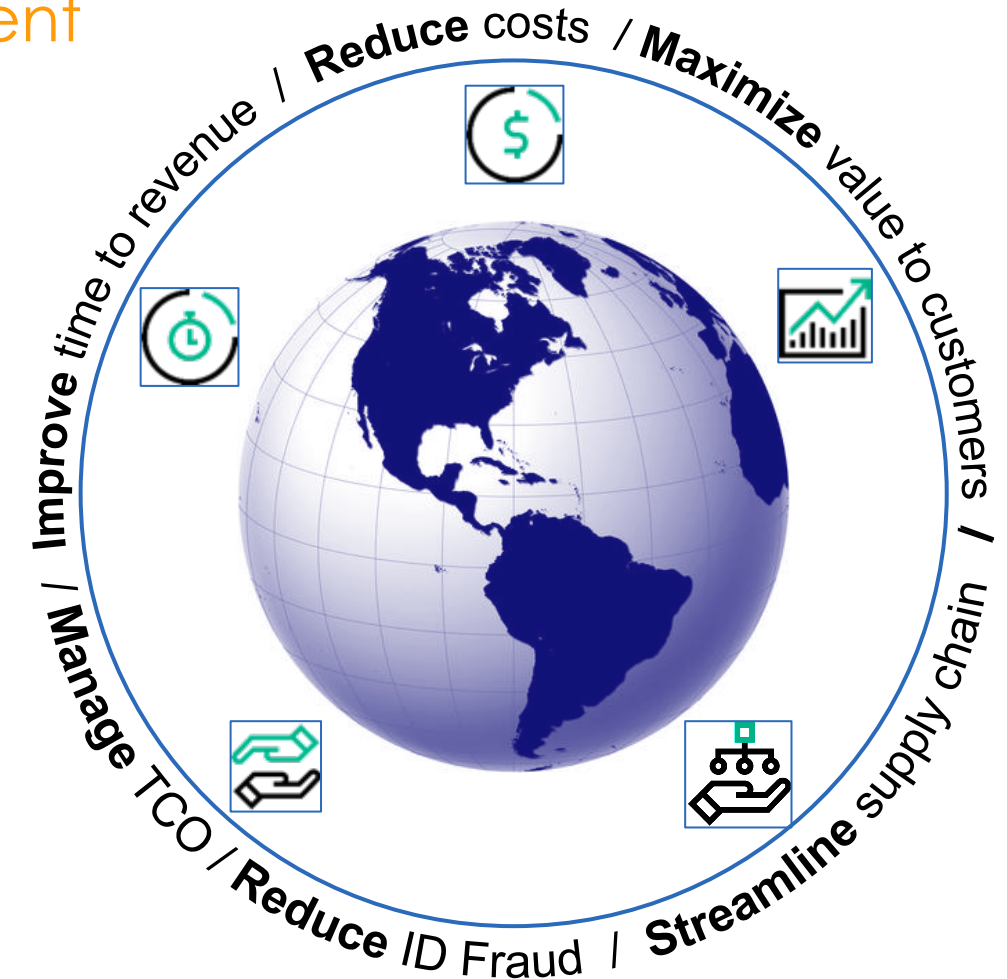 ent
Reduce costs / Maximize value to customers / Streamline supply chain / Reduce ID Fraud / Manage TCO / Improve time to revenue /
$